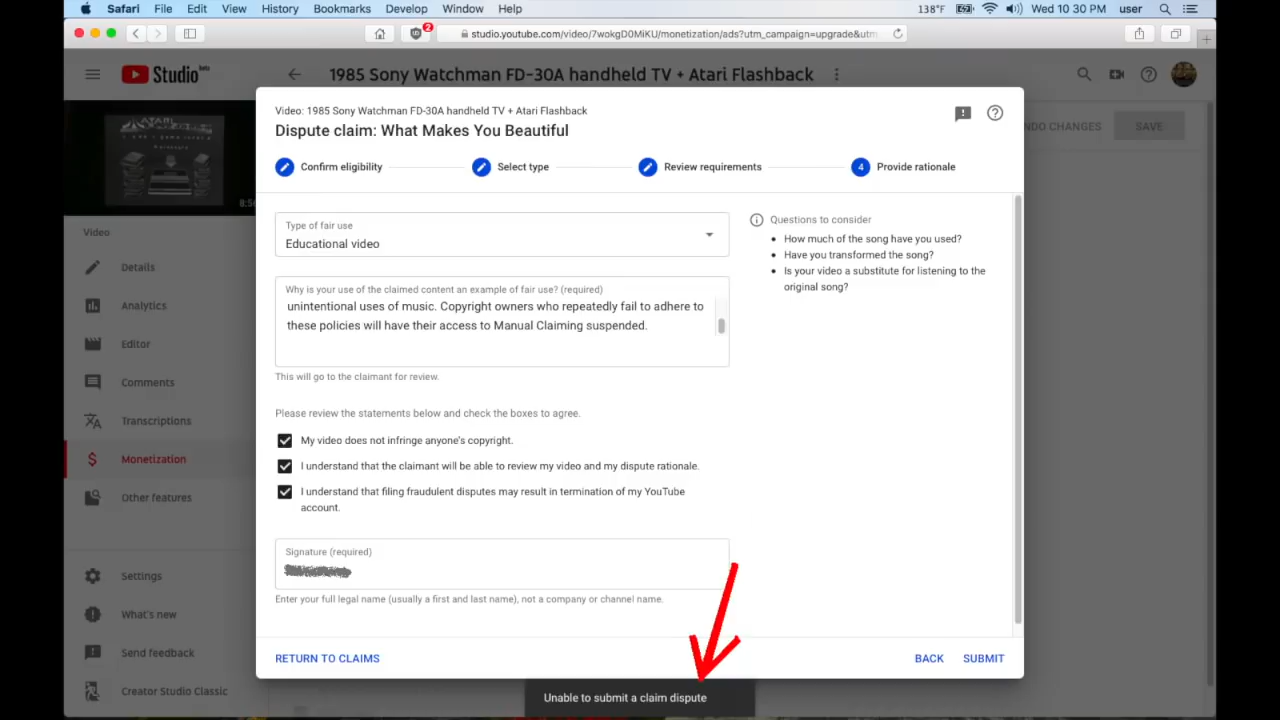 Safari File Edit View History Bookmarks Develop Window Help 138°F Wed 10 30 PM user
2
studio.youtube.com/video/7wokgD0MiKU/monetization/ads?utm_campaign=upgrade&utm
Studio beta
1985 Sony Watchman FD-30A handheld TV + Atari Flashback
Video: 1985 Sony Watchman FD-30A handheld TV + Atari Flashback
Dispute claim: What Makes You Beautiful
NDO CHANGES SAVE
ATARI
8:56
Confirm eligibility
Select type
Review requirements
4 Provide rationale
Video
Details
Analytics
Editor
Comments
Transcriptions
Monetization
Other features
Settings
What's new
Send feedback
Creator Studio Classic
Type of fair use
Educational video
Why is your use of the claimed content an example of fair use? (required)
unintentional uses of music. Copyright owners who repeatedly fail to adhere to
these policies will have their access to Manual Claiming suspended.
This will go to the claimant for review.
Please review the statements below and check the boxes to agree.
My video does not infringe anyone's copyright.
I understand that the claimant will be able to review my video and my dispute rationale.
I understand that filing fraudulent disputes may result in termination of my YouTube
account.
Signature (required)
Enter your full legal name (usually a first and last name), not a company or channel name.
Questions to consider
How much of the song have you used?
Have you transformed the song?
Is your video a substitute for listening to the
original song?
RETURN TO CLAIMS
BACK SUBMIT
Unable to submit a claim dispute